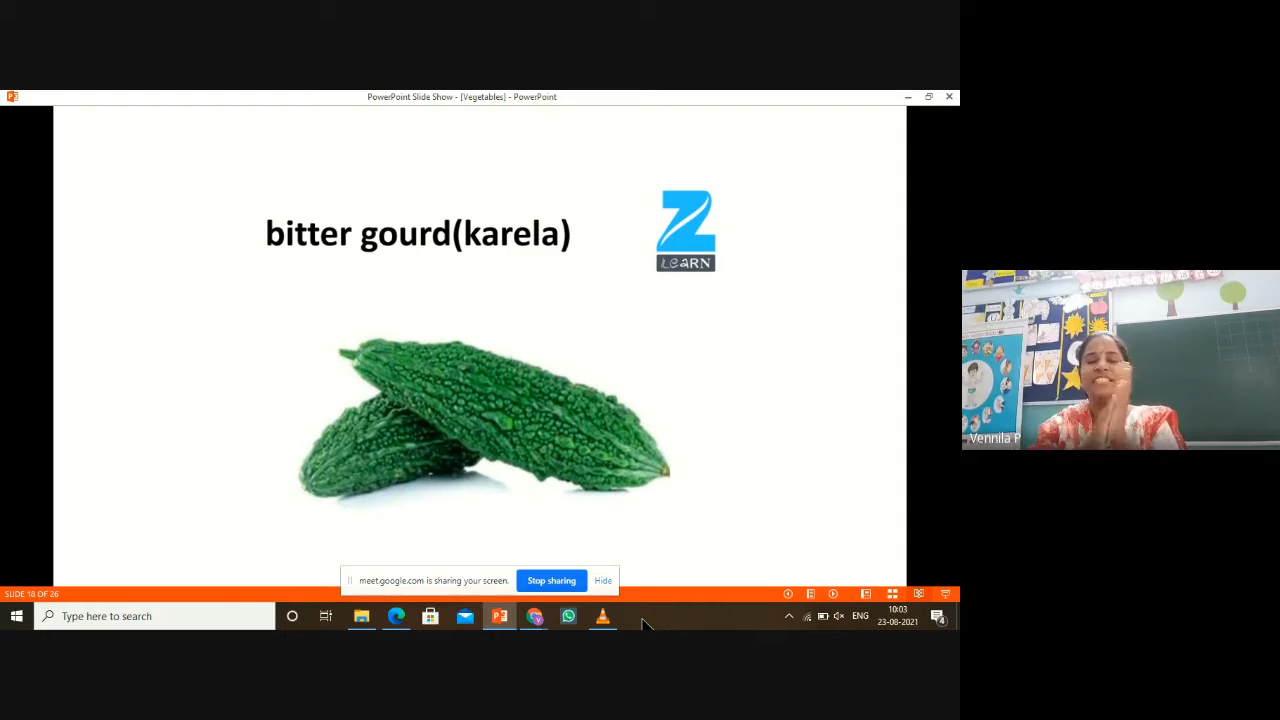 PowerPoint Slide Show - [Vegetables] - PowerPoint
bitter gourd(karela)
Z
LeARN
Vennila P
meet.google.com is sharing your screen.
Stop sharing
Hide
SLIDE 18 OF 26
Type here to search
ENG
10:03
23-08-2021
4